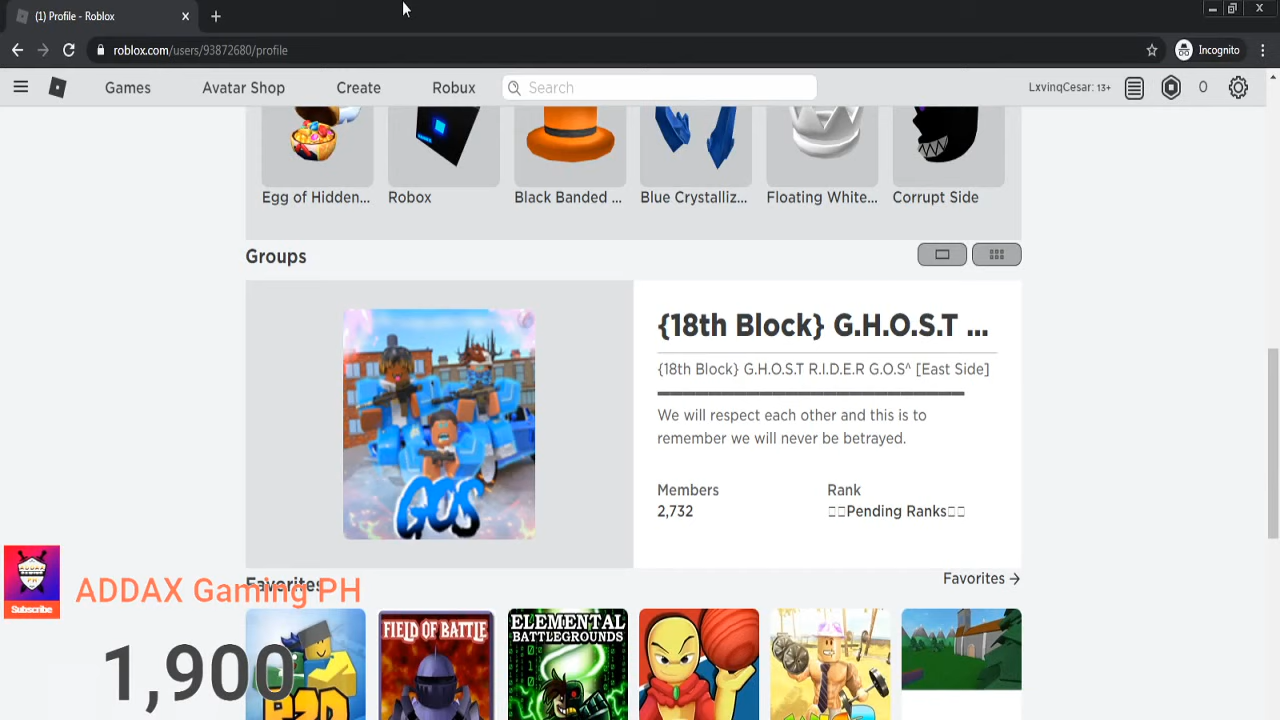 (1) Profile - Roblox
roblox.com/users/93872680/profile
Incognito
Games
Avatar Shop
Create
Robux
Search
LxvinqCesar: 13+
0
Egg of Hidden...
Robox
Black Banded ...
Blue Crystalliz...
Floating White...
Corrupt Side
Groups
{18th Block} G.H.O.S.T ...
{18th Block} G.H.O.S.T R.I.D.E.R G.O.S^ [East Side]
We will respect each other and this is to
remember we will never be betrayed.
Members
Rank
2,732
□□Pending Ranks□□
GOS
Favorites
Favorites →
ADDAX Gaming PH
Subscribe
1,900
FIELD OF BATTLE
ELEMENTAL
BATTLEGROUNDS